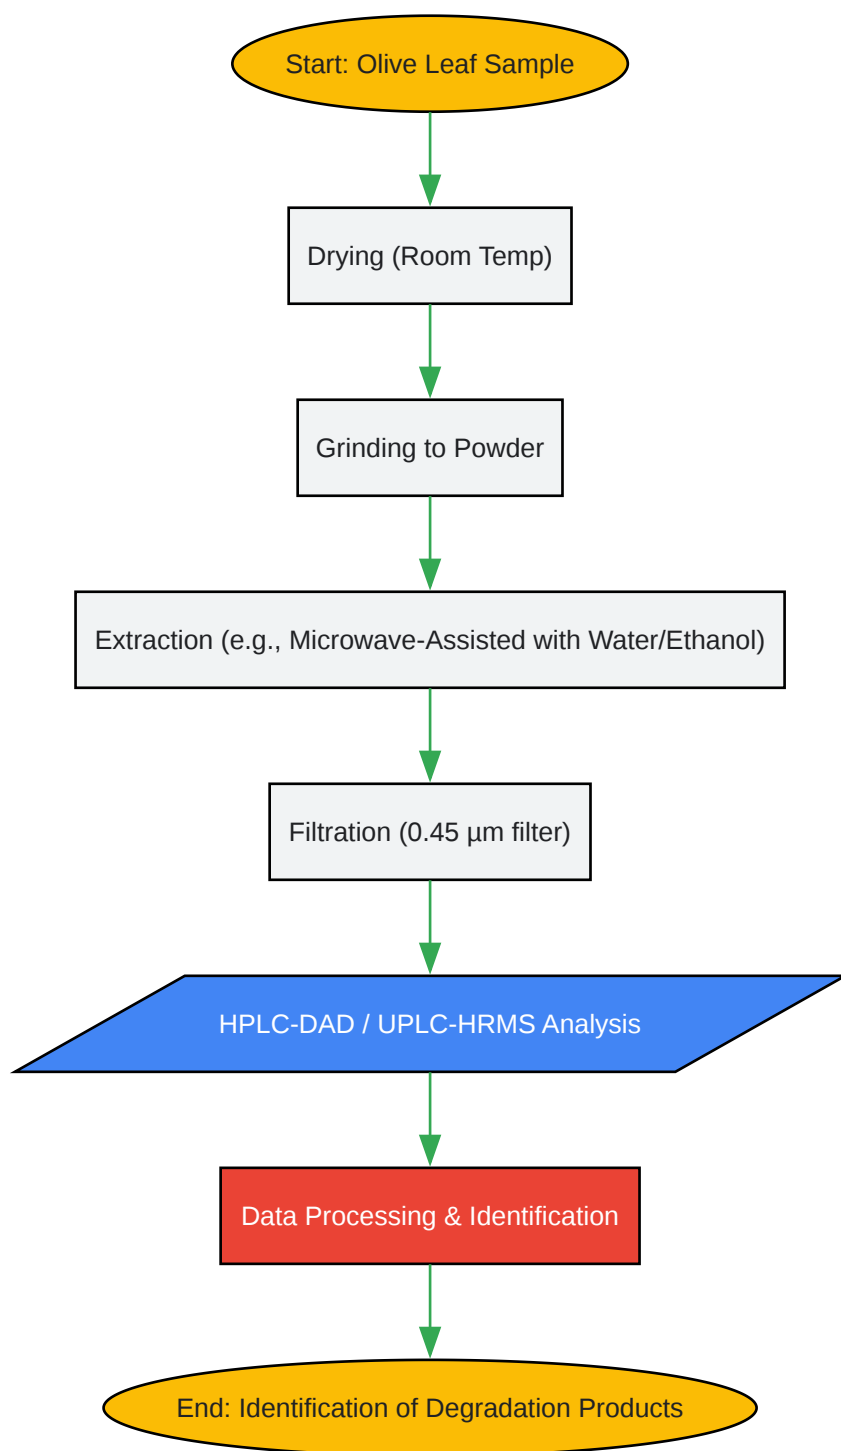 Start: Olive Leaf Sample
Drying (Room Temp)
Grinding to Powder
Extraction (e.g., Microwave-Assisted with Water/Ethanol)
Filtration (0.45 µm filter)
HPLC-DAD / UPLC-HRMS Analysis
Data Processing & Identification
End: Identification of Degradation Products